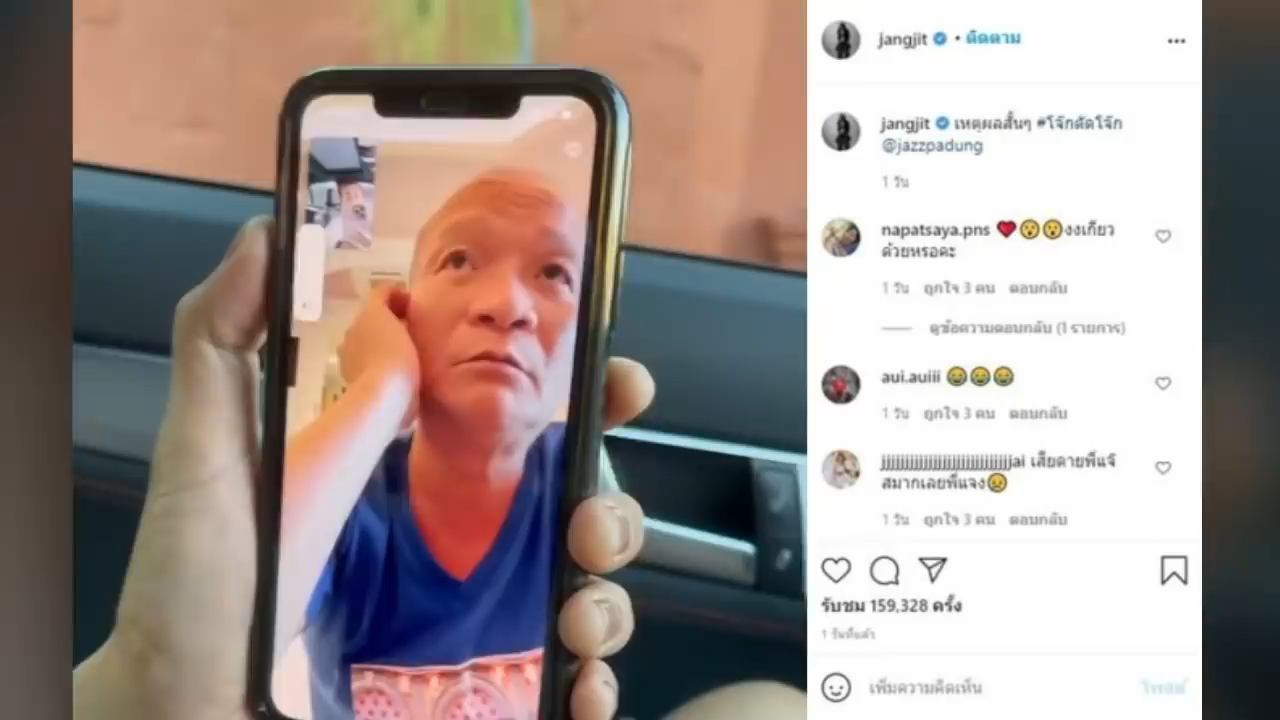 jangjit • ติดตาม
jangjit เหตุผลสั้นๆ #โจ๊กตัดโจ๊ก
@jazzpadung
1 วัน
napatsaya.pns ❤️😮😮งงเกียว
ด้วยหรอคะ
1 วัน ถูกใจ 3 คน ตอบกลับ
ดูข้อความตอบกลับ (1 รายการ)
aui.auiii 😂😂😂
1 วัน ถูกใจ 3 คน ตอบกลับ
jjjjjjjjjjjjjjjjjjjjjjjjjjjjjjjai เสียดายพี่แจ๊
สมากเลยพี่แจง😢
1 วัน ถูกใจ 3 คน ตอบกลับ
รับชม 159,328 ครั้ง
1 วันที่แล้ว
เพิ่มความคิดเห็น โพสต์